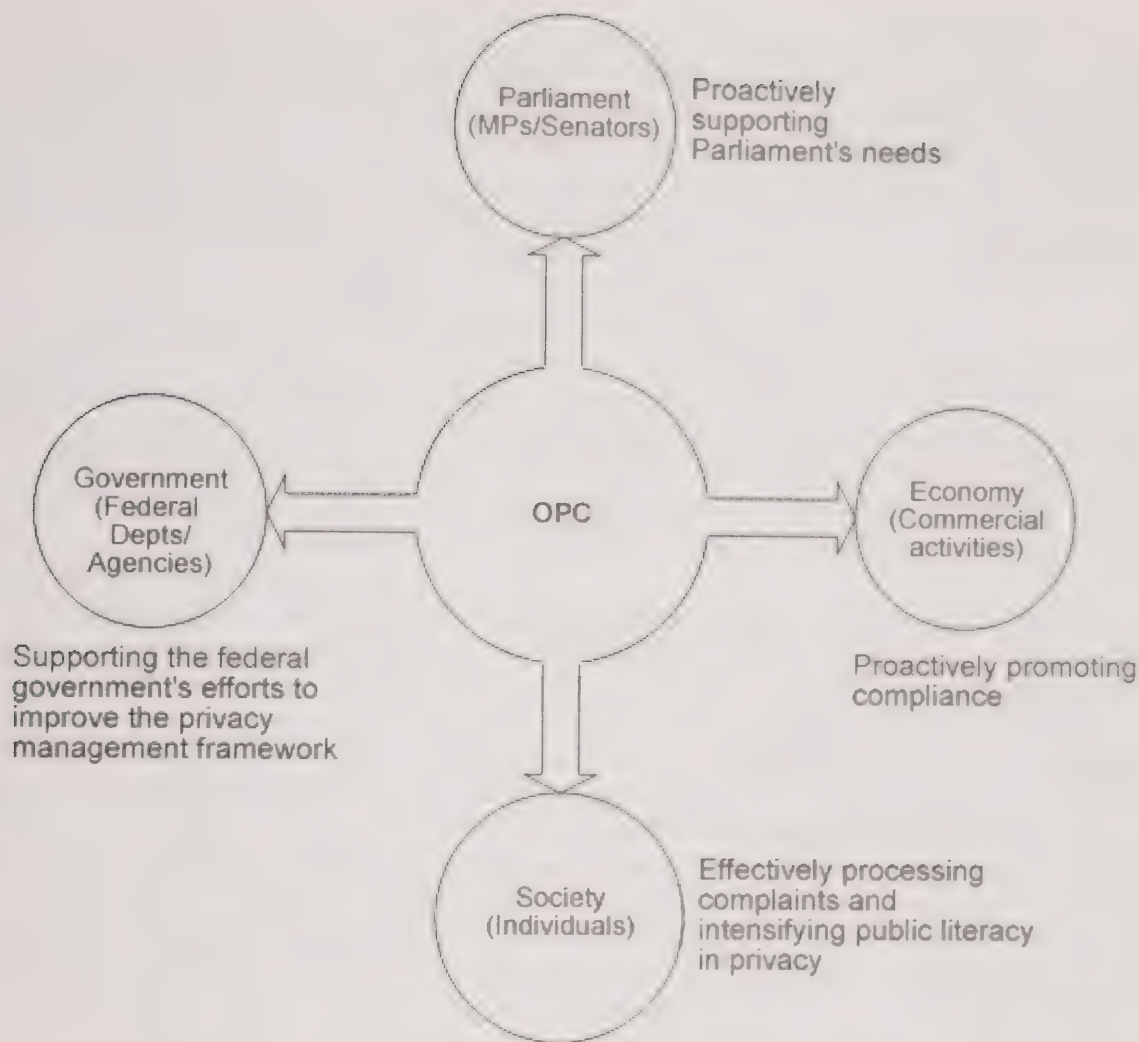 Parliament
(MPs/Senators)
Proactively
supporting
Parliament's needs
Government
(Federal
Depts/
Agencies)
OPC
Economy
(Commercial
activities)
Supporting the federal
government's efforts to
improve the privacy
management framework
Proactively promoting
compliance
Society
(Individuals)
Effectively processing
complaints and
intensifying public literacy
in privacy